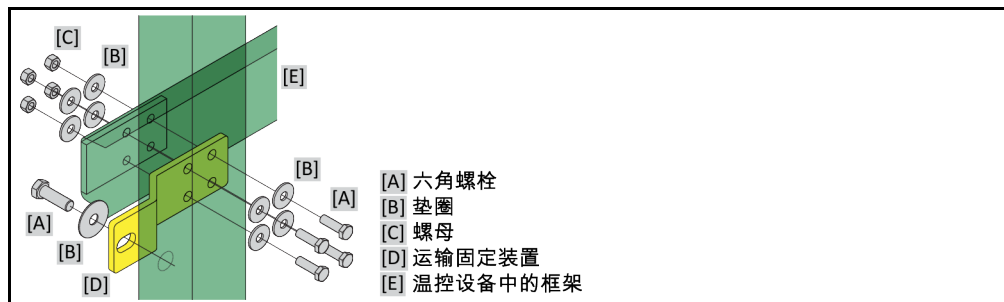 [C]
[B]
[E]
[B]
[A]
[A]
[B]
[D]
[A] 六角螺栓
[B] 垫圈
[C] 螺母
[D] 运输固定装置
[E] 温控设备中的框架